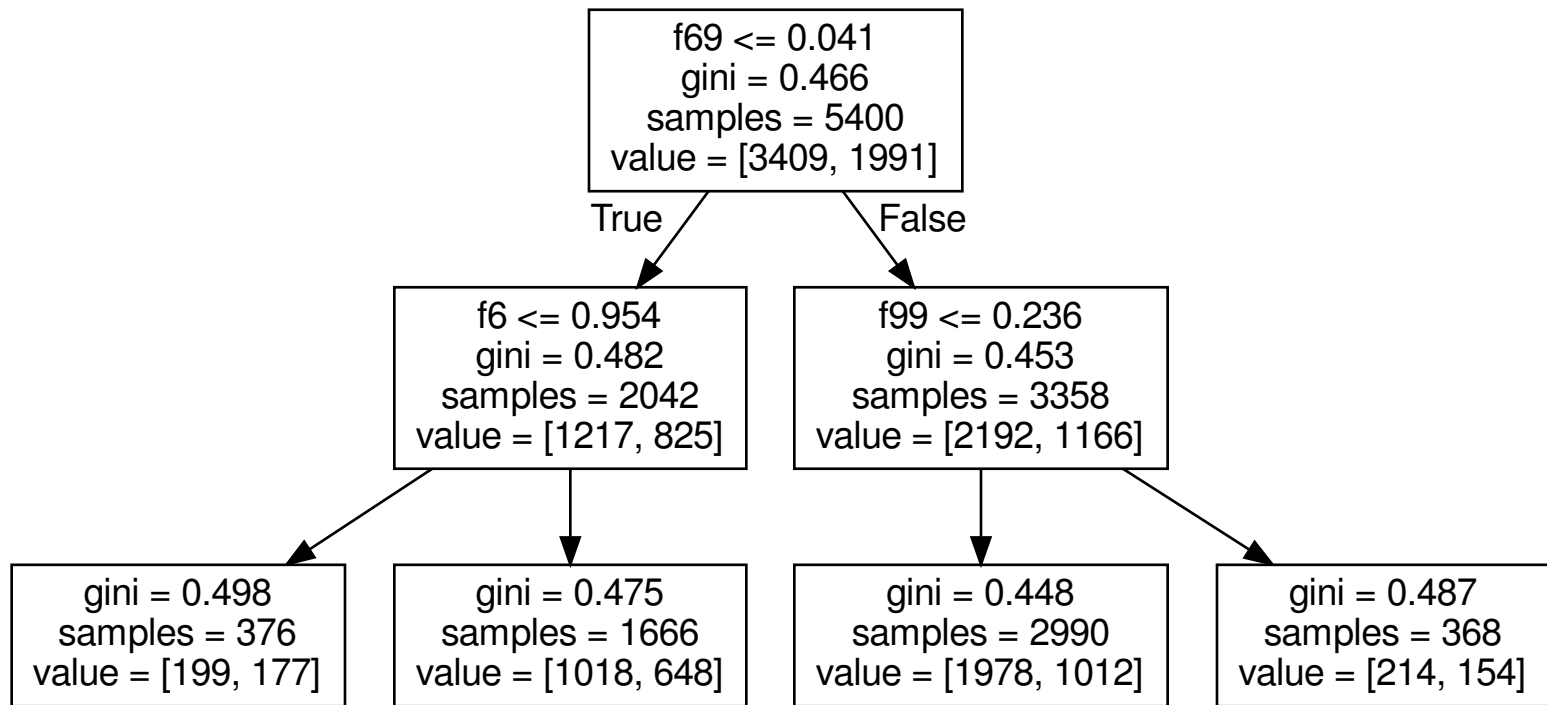 f69 <= 0.041
gini = 0.466
samples = 5400
value = [3409, 1991]
True
False
f6 <= 0.954
gini = 0.482
samples = 2042
value = [1217, 825]
f99 <= 0.236
gini = 0.453
samples = 3358
value = [2192, 1166]
gini = 0.498
samples = 376
value = [199, 177]
gini = 0.475
samples = 1666
value = [1018, 648]
gini = 0.448
samples = 2990
value = [1978, 1012]
gini = 0.487
samples = 368
value = [214, 154]